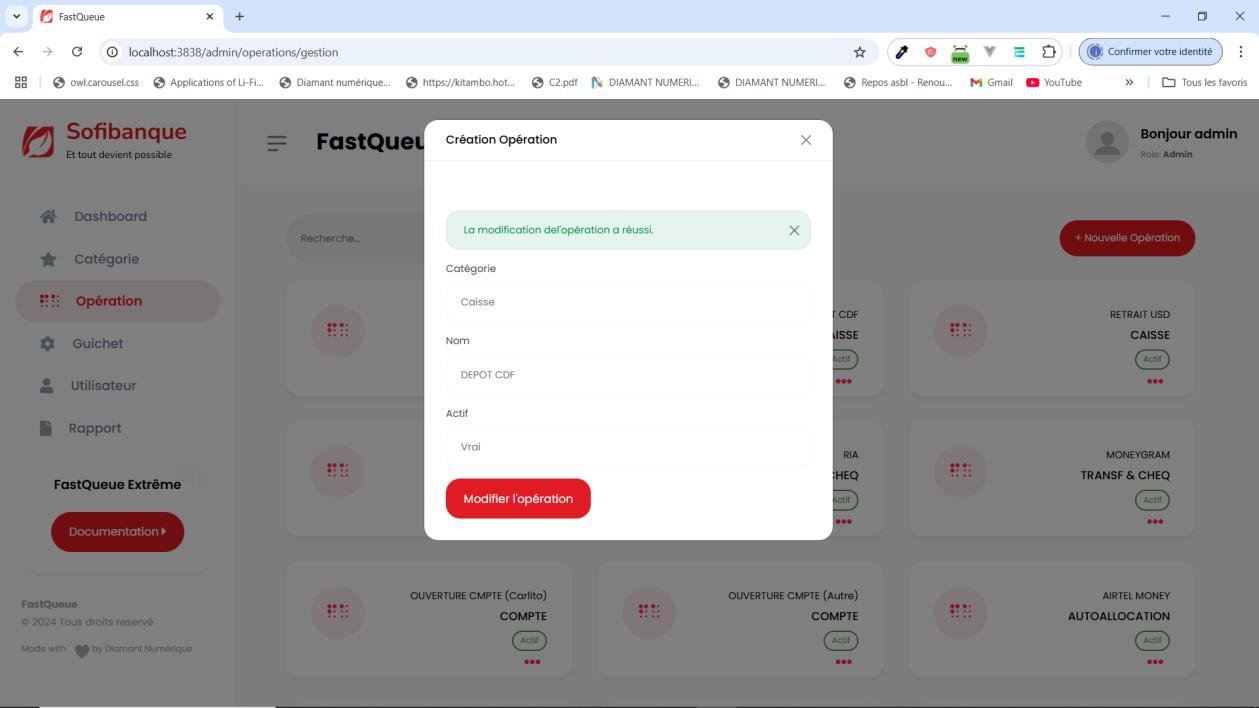 FastQueue
localhost:3838/admin/operations/gestion
new
Confirmer votre identité
owl.carousel.css
Applications of Li-Fi...
Diamant numérique...
https://kitambo.hot...
C2.pdf
DIAMANT NUMERI...
DIAMANT NUMERI...
Repos asbl - Renou...
Gmail
YouTube
Tous les favoris
Sofibanque
Et tout devient possible
Dashboard
Catégorie
Opération
Guichet
Utilisateur
Rapport
FastQueue Extrême
Documentation
FastQueue
© 2024 Tous droits reservé
Made with by Diamant Numérique
FastQueu
Bonjour admin
Role: Admin
Recherche...
+ Nouvelle Opération
Création Opération
La modification del'opération a réussi.
Catégorie
Caisse
Nom
DEPOT CDF
Actif
Vrai
Modifier l'opération
T CDF
AISSE
Actif
RETRAIT USD
CAISSE
Actif
RIA
CHEQ
Actif
MONEYGRAM
TRANSF & CHEQ
Actif
OUVERTURE CMPTE (Carlito)
COMPTE
Actif
OUVERTURE CMPTE (Autre)
COMPTE
Actif
AIRTEL MONEY
AUTOALLOCATION
Actif